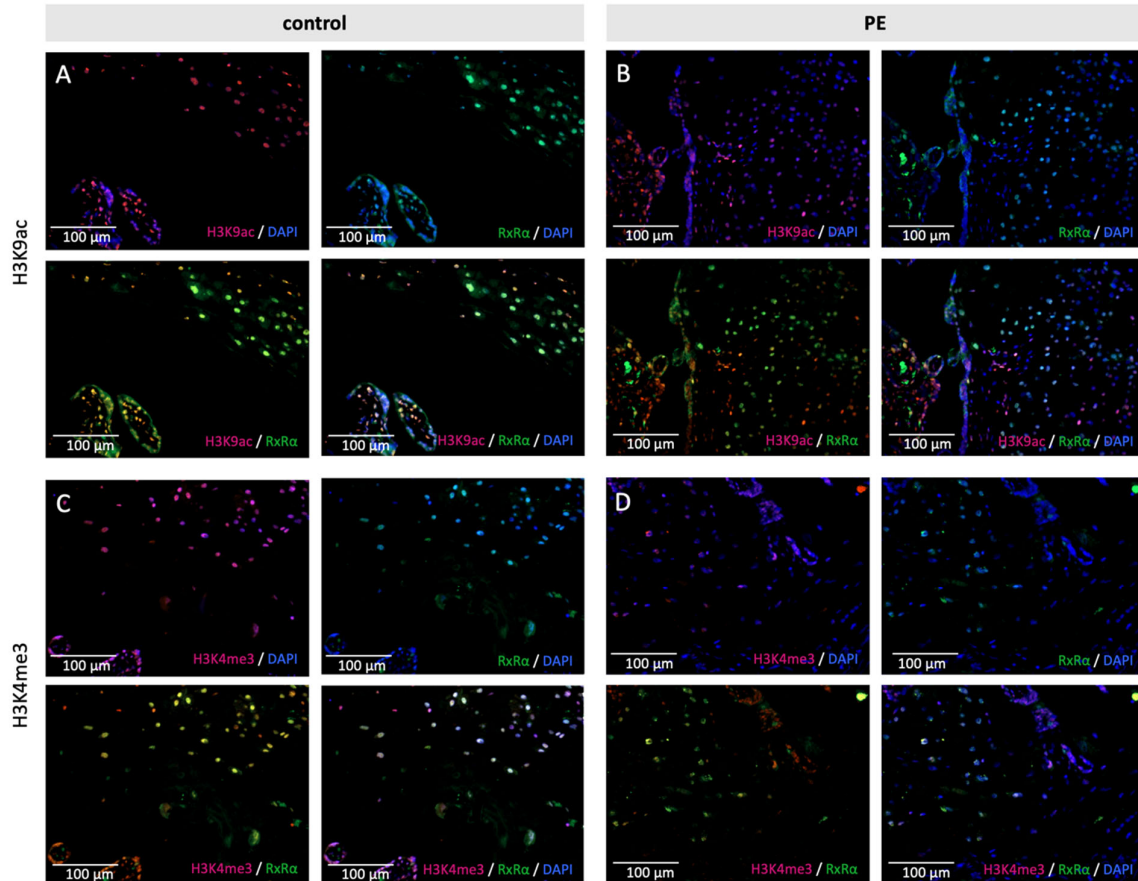 control
PE
H3K9ac
A
100 µm
H3K9ac / DAPI
100 µm
RxRα / DAPI
B
100 µm
H3K9ac / DAPI
100 µm
RxRα / DAPI
100 µm
H3K9ac / RxRα
100 µm
H3K9ac / RxRα / DAPI
100 µm
H3K9ac / RxRα
100 µm
H3K9ac / RxRα / DAPI
H3K4me3
C
100 µm
H3K4me3 / DAPI
100 µm
RxRα / DAPI
D
100 µm
H3K4me3 / DAPI
100 µm
RxRα / DAPI
100 µm
H3K4me3 / RxRα
100 µm
H3K4me3 / RxRα / DAPI
100 µm
H3K4me3 / RxRα
100 µm
H3K4me3 / RxRα / DAPI